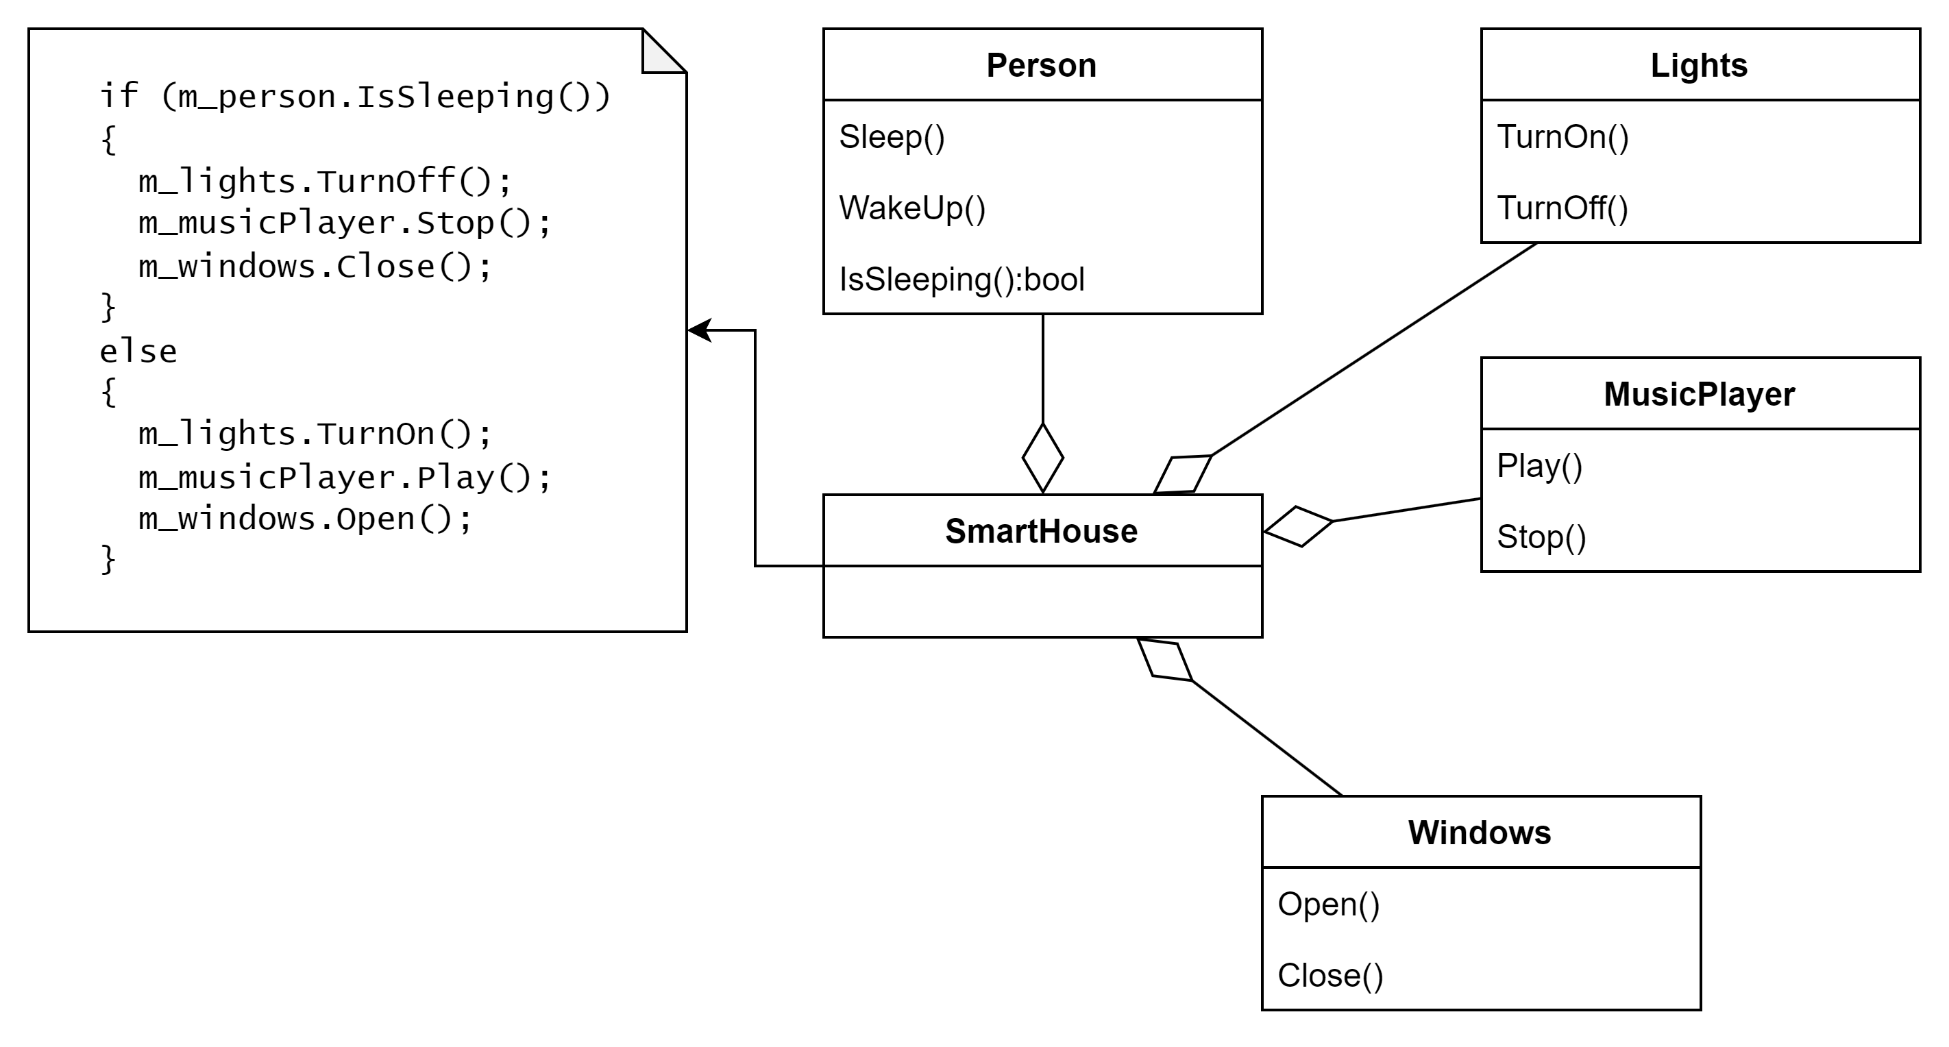 if (m_person.IsSleeping())
{
  m_lights.TurnOff();
  m_musicPlayer.Stop();
  m_windows.Close();
}
else
{
  m_lights.TurnOn();
  m_musicPlayer.Play();
  m_windows.Open();
}
Person
Sleep()
WakeUp()
IsSleeping():bool
Lights
TurnOn()
TurnOff()
MusicPlayer
Play()
Stop()
SmartHouse
Windows
Open()
Close()